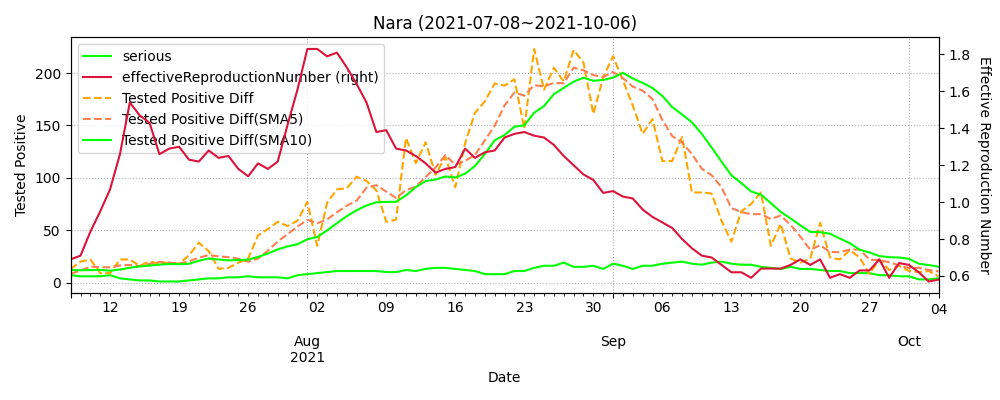 Nara (2021-07-08~2021-10-06)
serious
effectiveReproductionNumber (right)
Tested Positive Diff
Tested Positive Diff(SMA5)
Tested Positive Diff(SMA10)
Tested Positive
200
150
100
50
0
1.8
1.6
1.4
1.2
1.0
0.8
0.6
Effective Reproduction Number
12 19 26 02 09 16 23 30 06 13 20 27 04
Aug Sep Oct
2021
Date